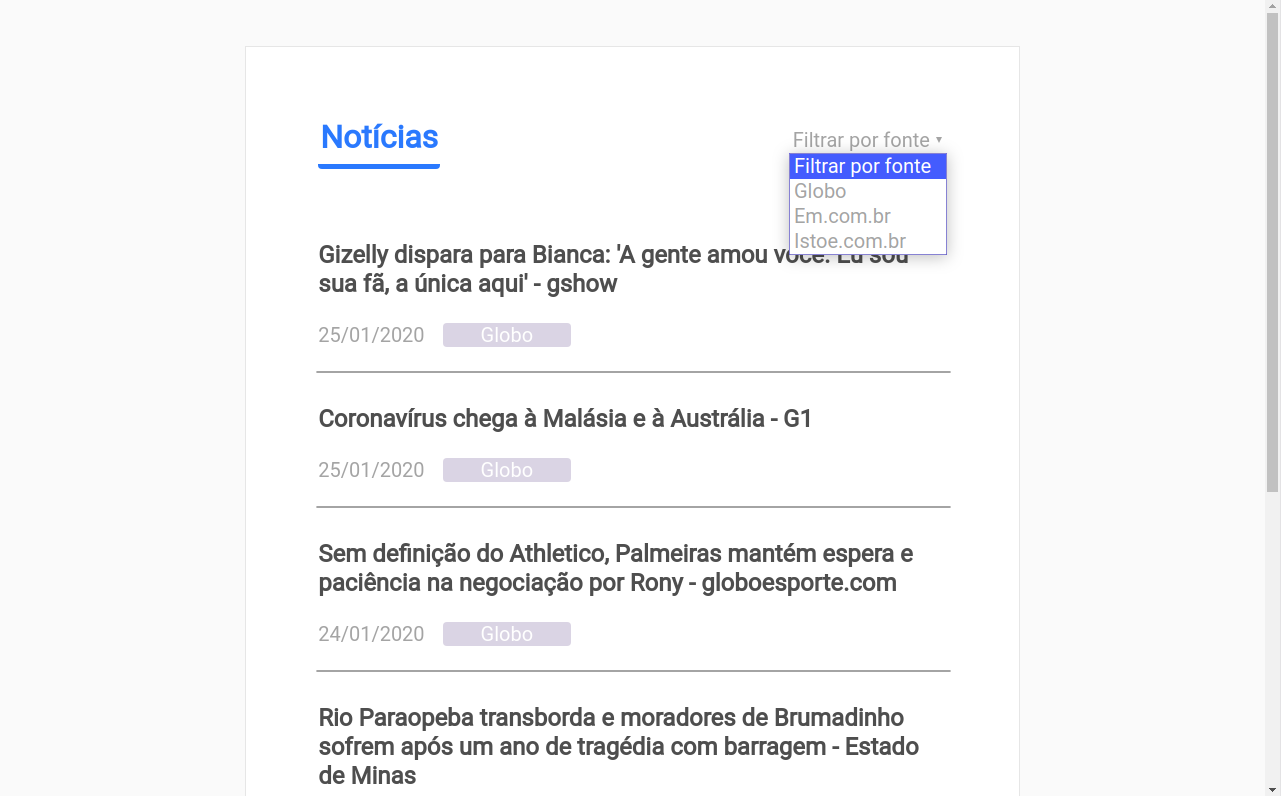 Notícias
Filtrar por fonte
Filtrar por fonte
Globo
Em.com.br
Istoe.com.br
Gizelly dispara para Bianca: 'A gente amou você. Eu sou
sua fã, a única aqui' - gshow
25/01/2020 Globo
Coronavírus chega à Malásia e à Austrália - G1
25/01/2020 Globo
Sem definição do Athletico, Palmeiras mantém espera e
paciência na negociação por Rony - globoesporte.com
24/01/2020 Globo
Rio Paraopeba transborda e moradores de Brumadinho
sofrem após um ano de tragédia com barragem - Estado
de Minas